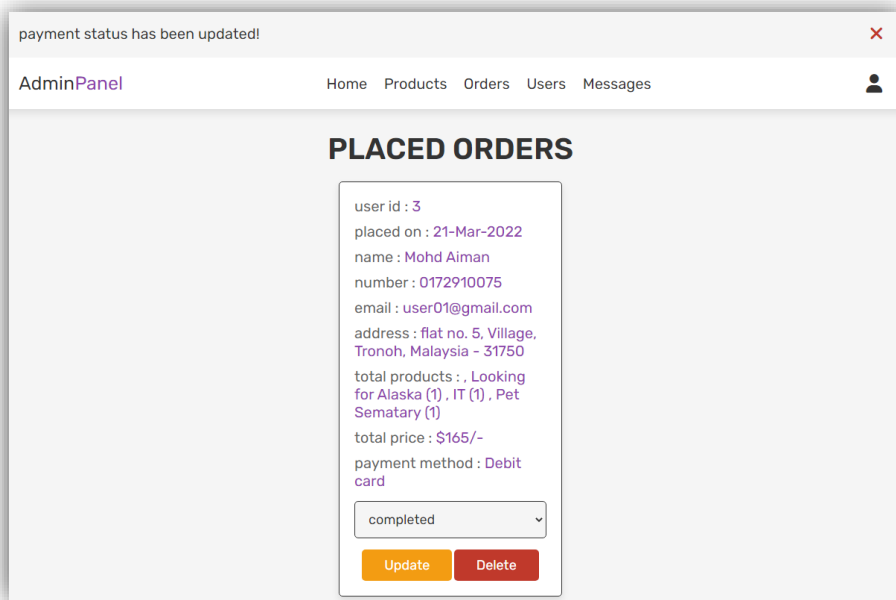 payment status has been updated!
AdminPanel
Home Products Orders Users Messages
PLACED ORDERS
user id : 3
placed on : 21-Mar-2022
name : Mohd Aiman
number : 0172910075
email : user01@gmail.com
address : flat no. 5, Village,
Tronoh, Malaysia - 31750
total products : , Looking
for Alaska (1) , IT (1) , Pet
Sematary (1)
total price : $165/-
payment method : Debit
card
completed
Update Delete